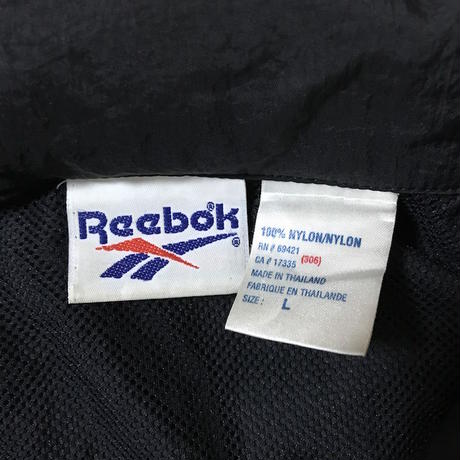 Reebok®
®
100% NYLON/NYLON
RN # 69421
CA # 17335 (306)
MADE IN THAILAND
FABRIQUE EN THAILANDE
SIZE : L